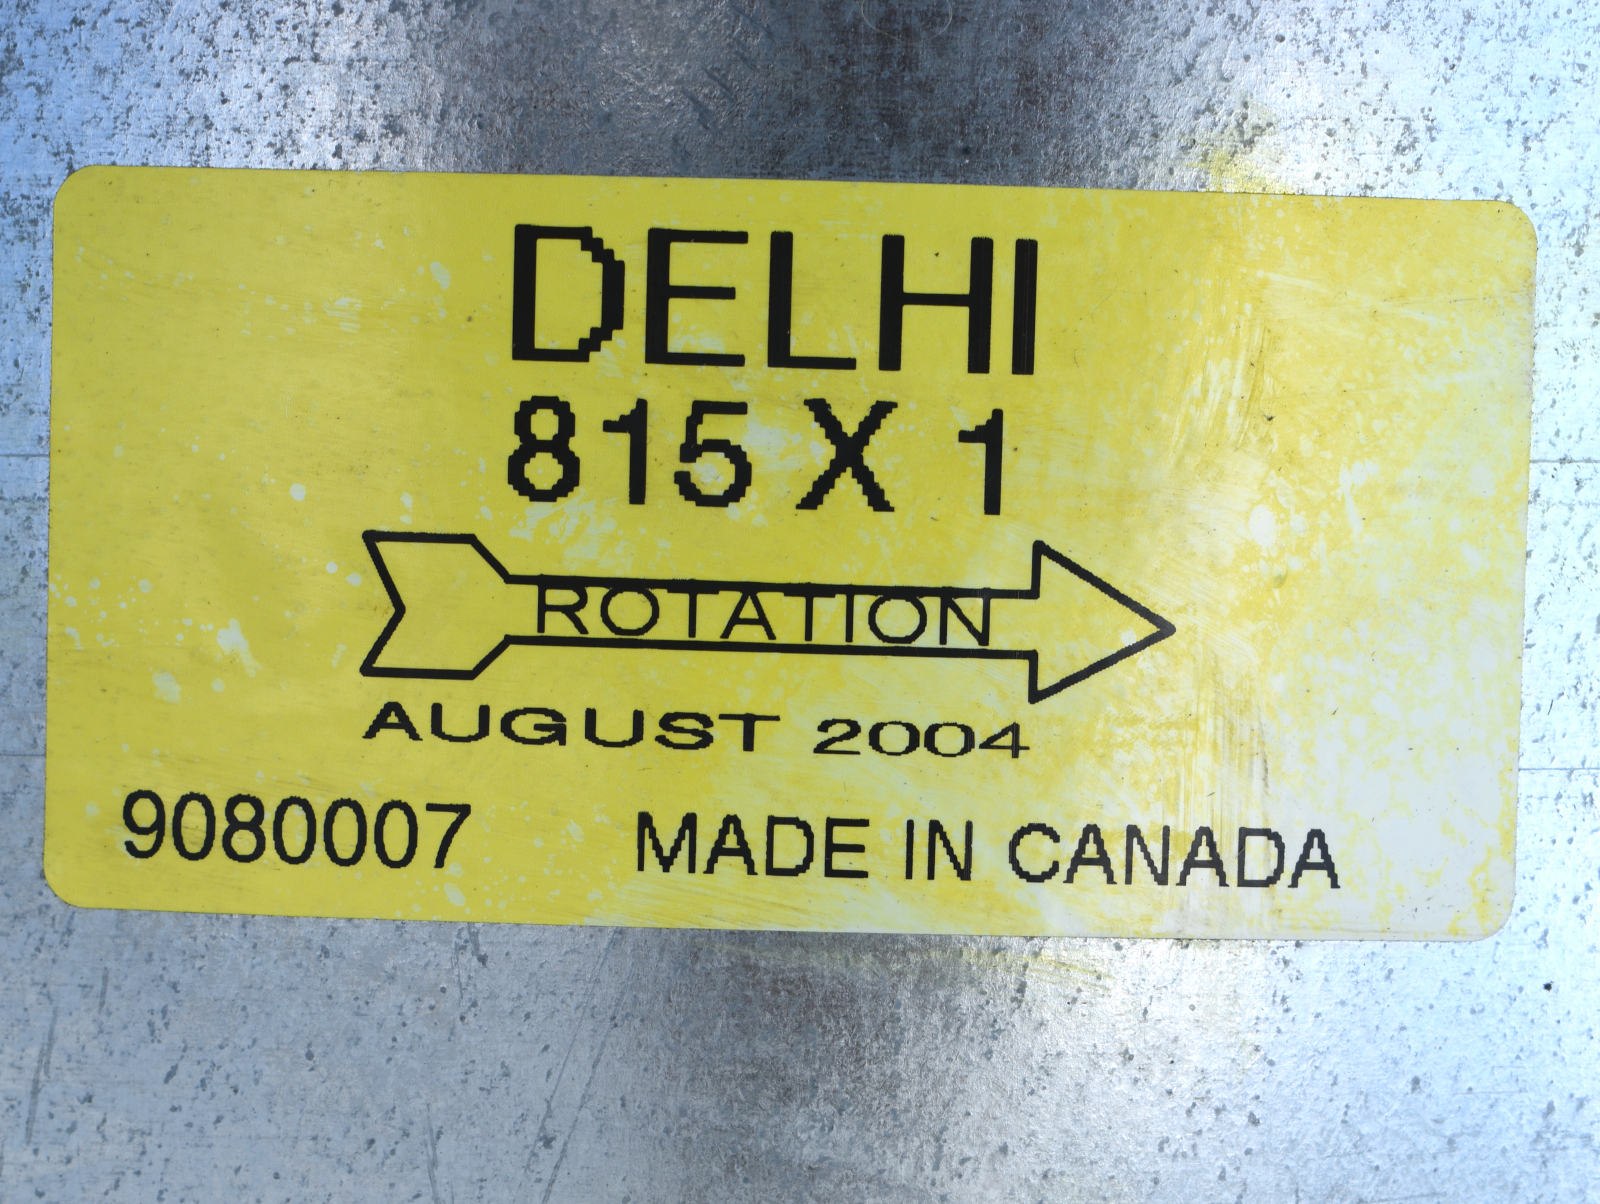 DELHI
815 X 1
ROTATION
AUGUST 2004
9080007 MADE IN CANADA